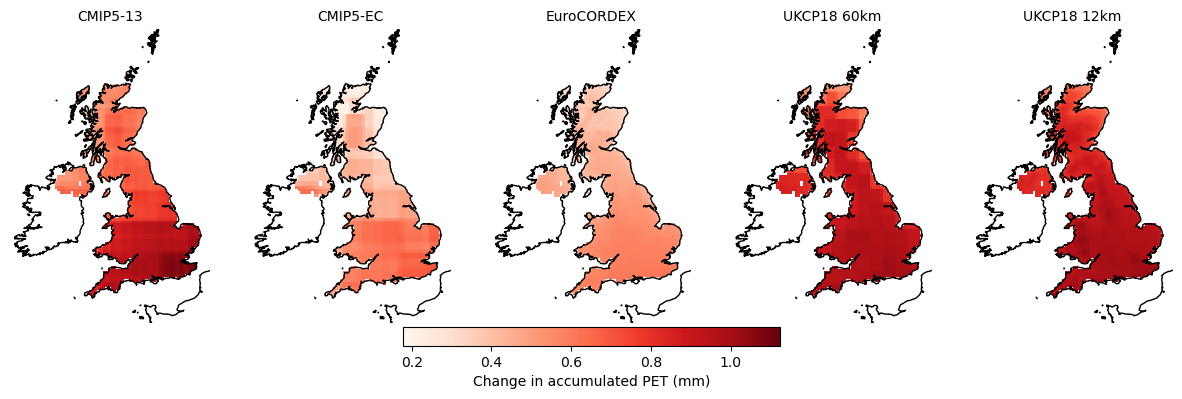 CMIP5-13
CMIP5-EC
EuroCORDEX
UKCP18 60km
UKCP18 12km
0.2
0.4
0.6
0.8
1.0
Change in accumulated PET (mm)